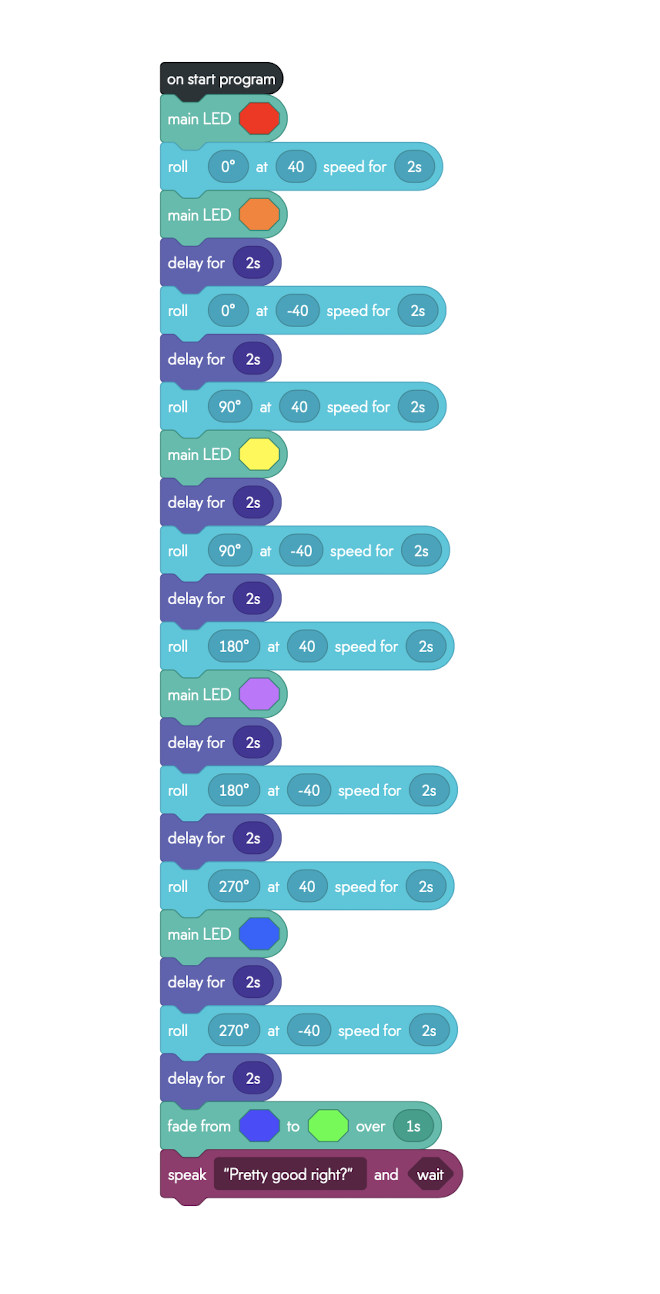 on start program
main LED
roll 0° at 40 speed for 2s
main LED
delay for 2s
roll 0° at -40 speed for 2s
delay for 2s
roll 90° at 40 speed for 2s
main LED
delay for 2s
roll 90° at -40 speed for 2s
delay for 2s
roll 180° at 40 speed for 2s
main LED
delay for 2s
roll 180° at -40 speed for 2s
delay for 2s
roll 270° at 40 speed for 2s
main LED
delay for 2s
roll 270° at -40 speed for 2s
delay for 2s
fade from to over 1s
speak "Pretty good right?" and wait